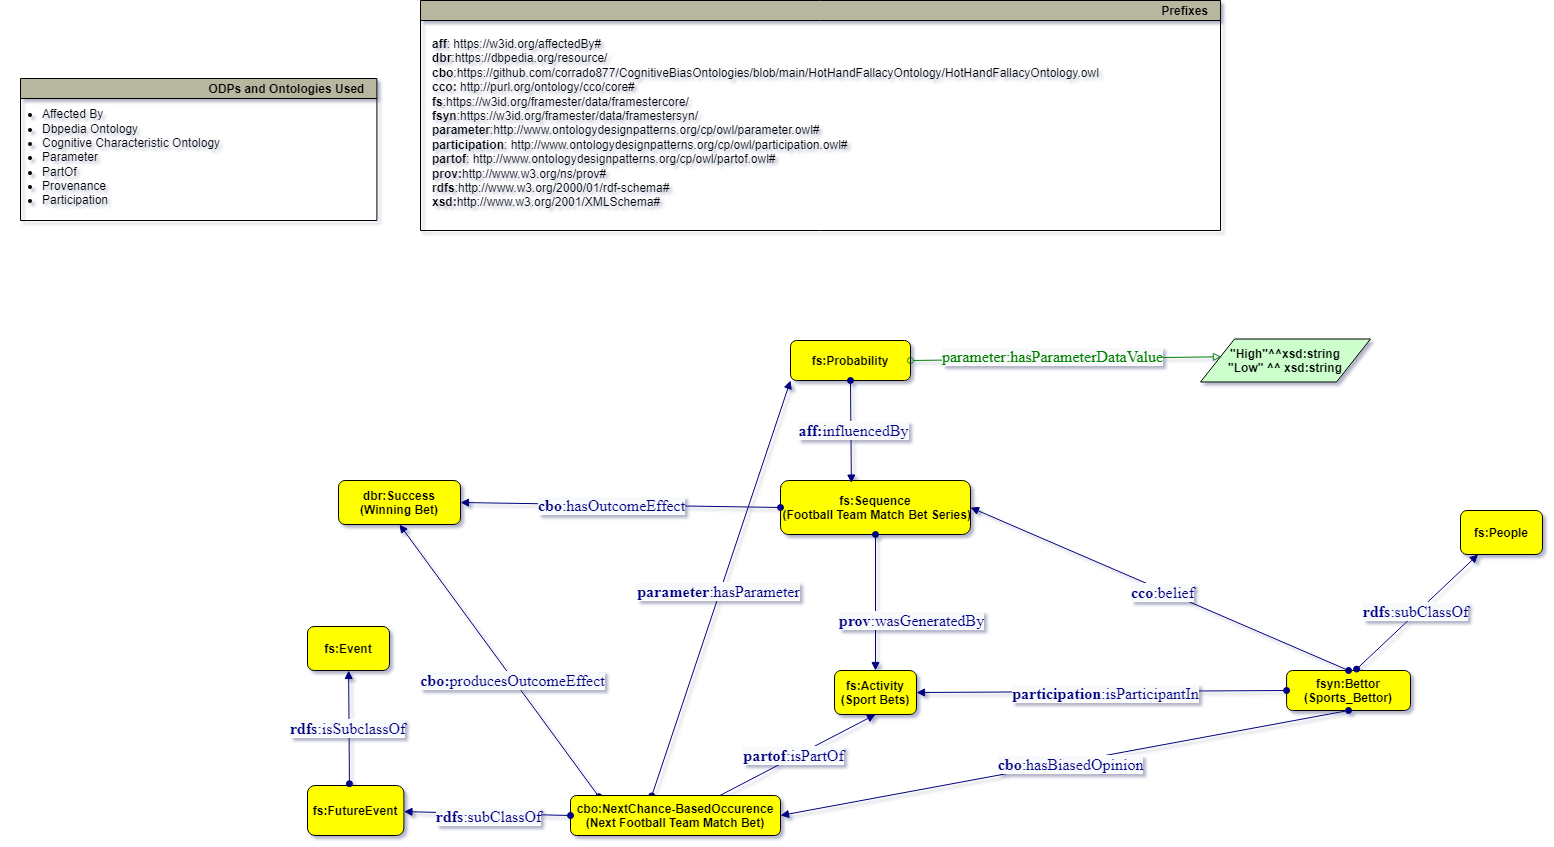 Prefixes
aff: https://w3id.org/affectedBy#
dbr:https://dbpedia.org/resource/
cbo:https://github.com/corrado877/CognitiveBiasOntologies/blob/main/HotHandFallacyOntology/HotHandFallacyOntology.owl
cco: http://purl.org/ontology/cco/core#
fs:https://w3id.org/framester/data/framestercore/
fsyn:https://w3id.org/framester/data/framestersyn/
parameter:http://www.ontologydesignpatterns.org/cp/owl/parameter.owl#
participation: http://www.ontologydesignpatterns.org/cp/owl/participation.owl#
partof: http://www.ontologydesignpatterns.org/cp/owl/partof.owl#
prov:http://www.w3.org/ns/prov#
rdfs:http://www.w3.org/2000/01/rdf-schema#
xsd:http://www.w3.org/2001/XMLSchema#
ODPs and Ontologies Used
Affected By
Dbpedia Ontology
Cognitive Characteristic Ontology
Parameter
PartOf
Provenance
Participation
fs:Probability
parameter:hasParameterDataValue
"High"^^xsd:string
"Low" ^^ xsd:string
aff:influencedBy
dbr:Success
(Winning Bet)
cbo:hasOutcomeEffect
fs:Sequence
(Football Team Match Bet Series)
fs:People
parameter:hasParameter
cco:belief
rdfs:subClassOf
prov:wasGeneratedBy
fs:Event
cbo:producesOutcomeEffect
fs:Activity
(Sport Bets)
participation:isParticipantIn
fsyn:Bettor
(Sports_Bettor)
rdfs:isSubclassOf
partof:isPartOf
cbo:hasBiasedOpinion
fs:FutureEvent
rdfs:subClassOf
cbo:NextChance-BasedOccurence
(Next Football Team Match Bet)